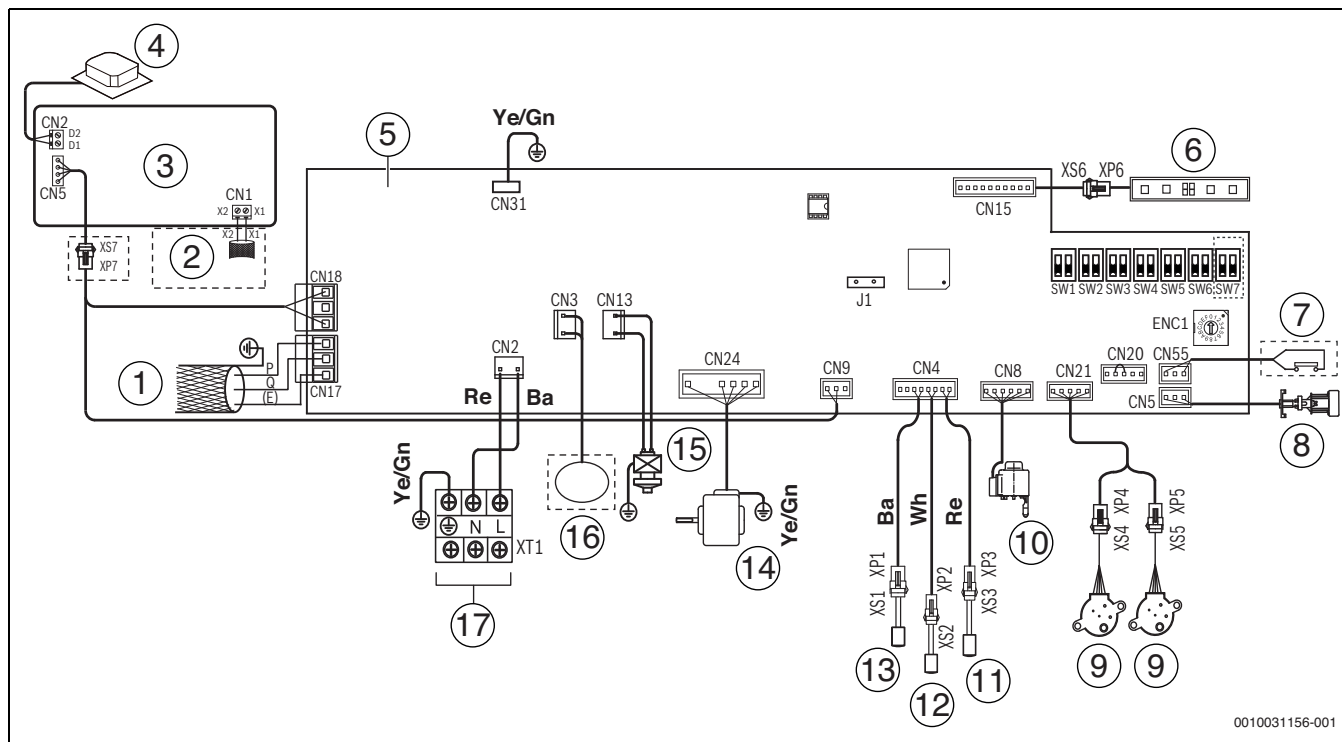 4
CN2
D2
D1
CN5
3
CN1
X2 X1
X2 X1
2
XS7
XP7
5
Ye/Gn
CN31
CN15
XS6 XP6
6
SW1 SW2 SW3 SW4 SW5 SW6 SW7
J1
ENC1
CN18
CN3
CN13
1
P
Q
(E)
CN17
CN2
Re
Ba
CN24
CN9
CN4
CN8
CN21
CN20
CN55
7
CN5
8
Ye/Gn
N L
XT1
17
16
15
14
Ye/Gn
Ba
Wh
Re
XS1 XP1
XS2 XP2
XS3 XP3
13
12
11
10
XS4 XP4
XS5 XP5
9
9
0010031156-001